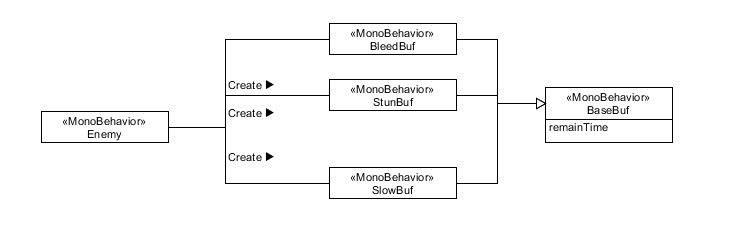 «MonoBehavior»
BleedBuf
Create ▶
«MonoBehavior»
StunBuf
«MonoBehavior»
BaseBuf
remainTime
Create ▶
«MonoBehavior»
Enemy
Create ▶
«MonoBehavior»
SlowBuf